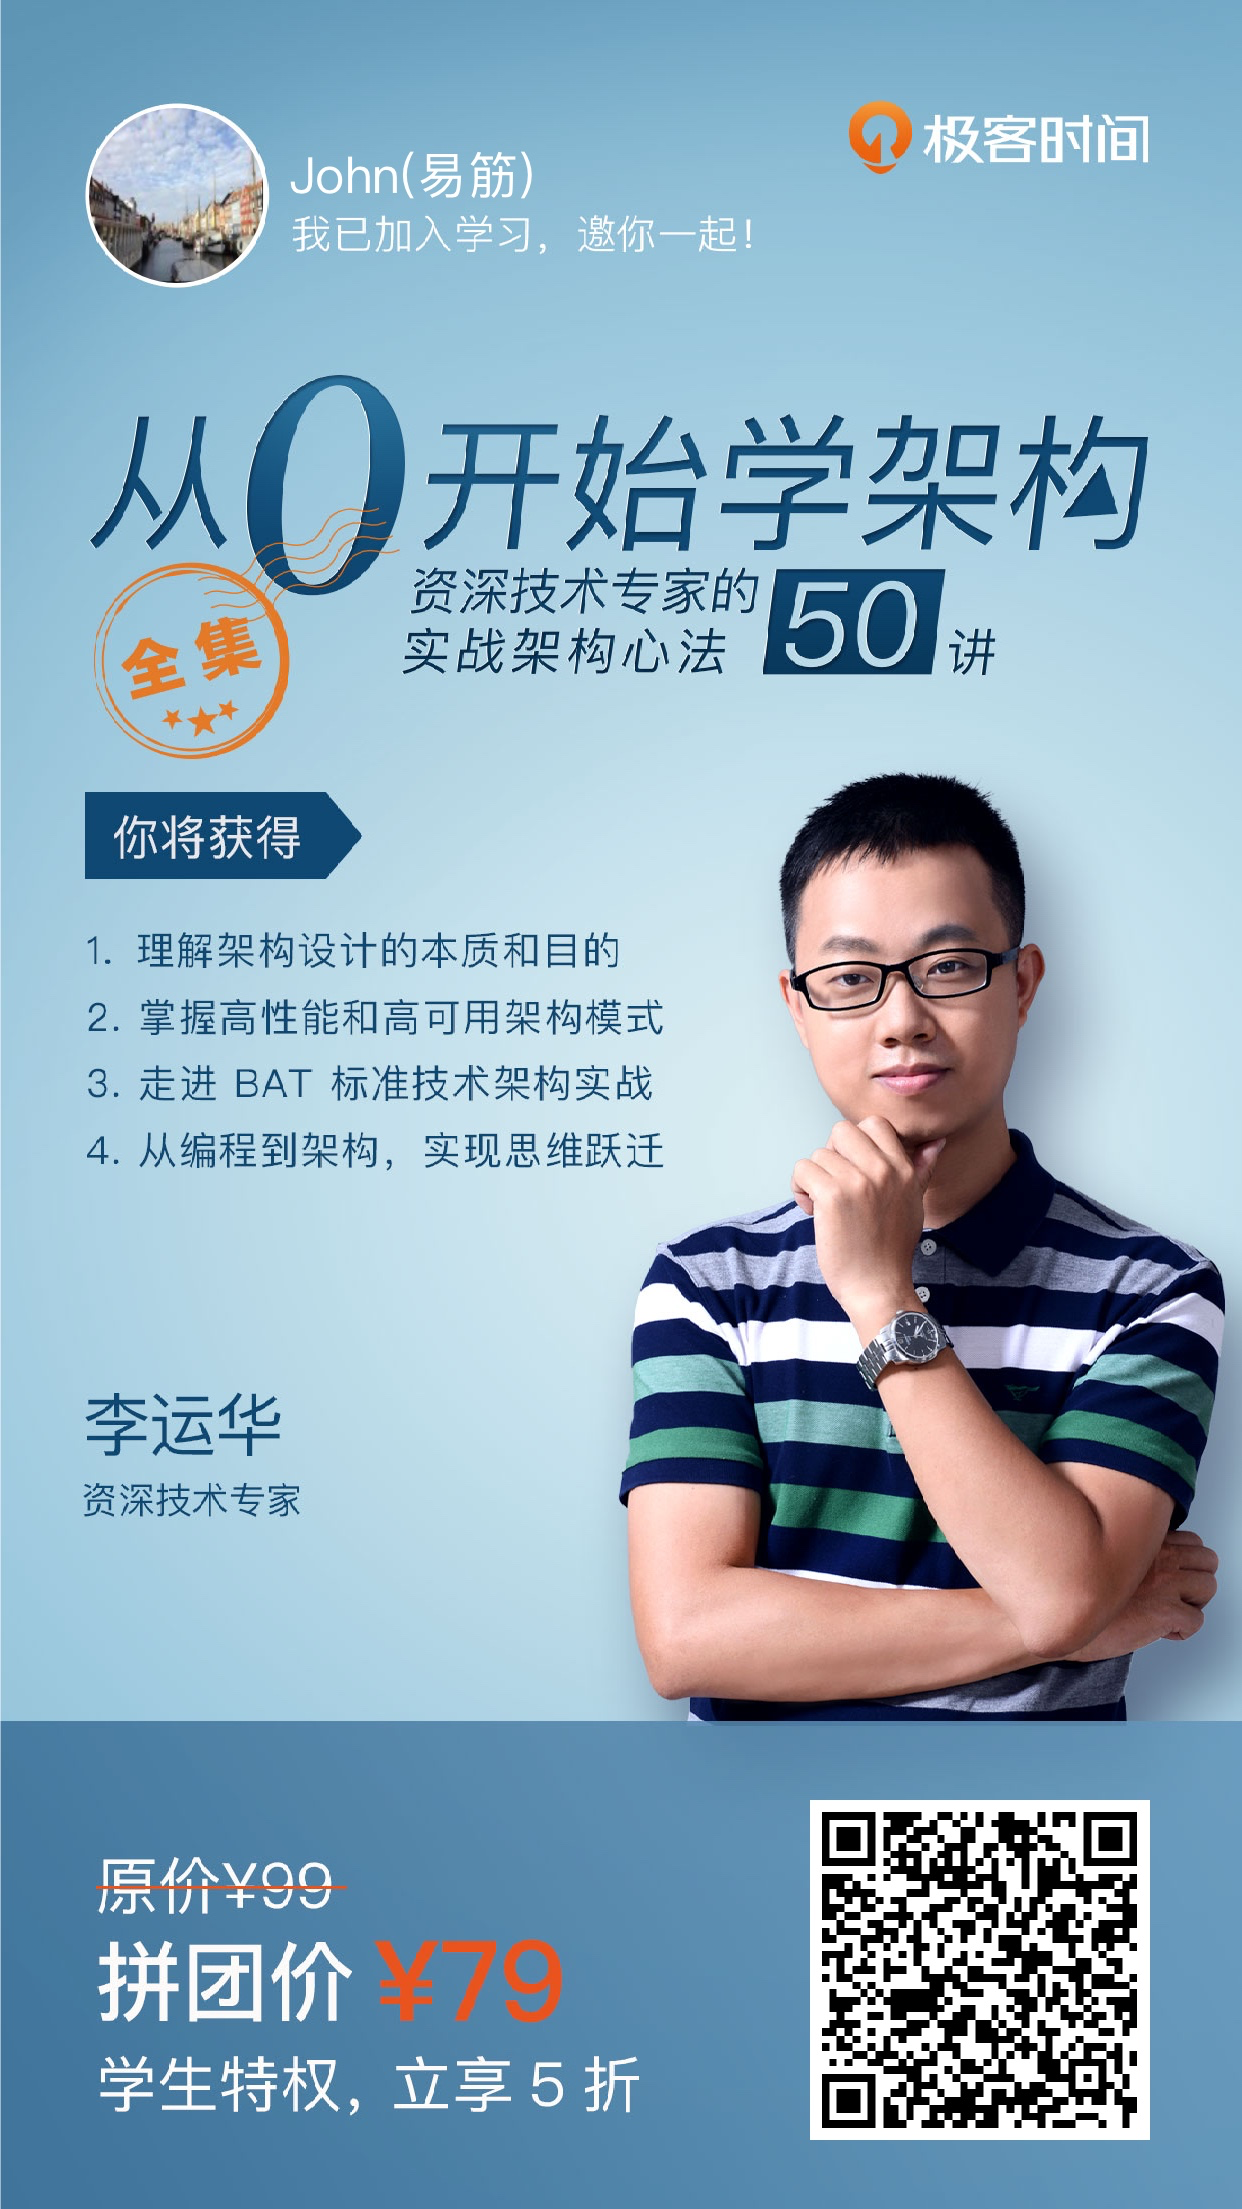 John(易筋)
我已加入学习，邀你一起！
极客时间
从0开始学架构
资深技术专家的
实战架构心法 50 讲
全集
你将获得
1. 理解架构设计的本质和目的
2. 掌握高性能和高可用架构模式
3. 走进 BAT 标准技术架构实战
4. 从编程到架构，实现思维跃迁
李运华
资深技术专家
原价¥99
拼团价 ¥79
学生特权，立享 5 折